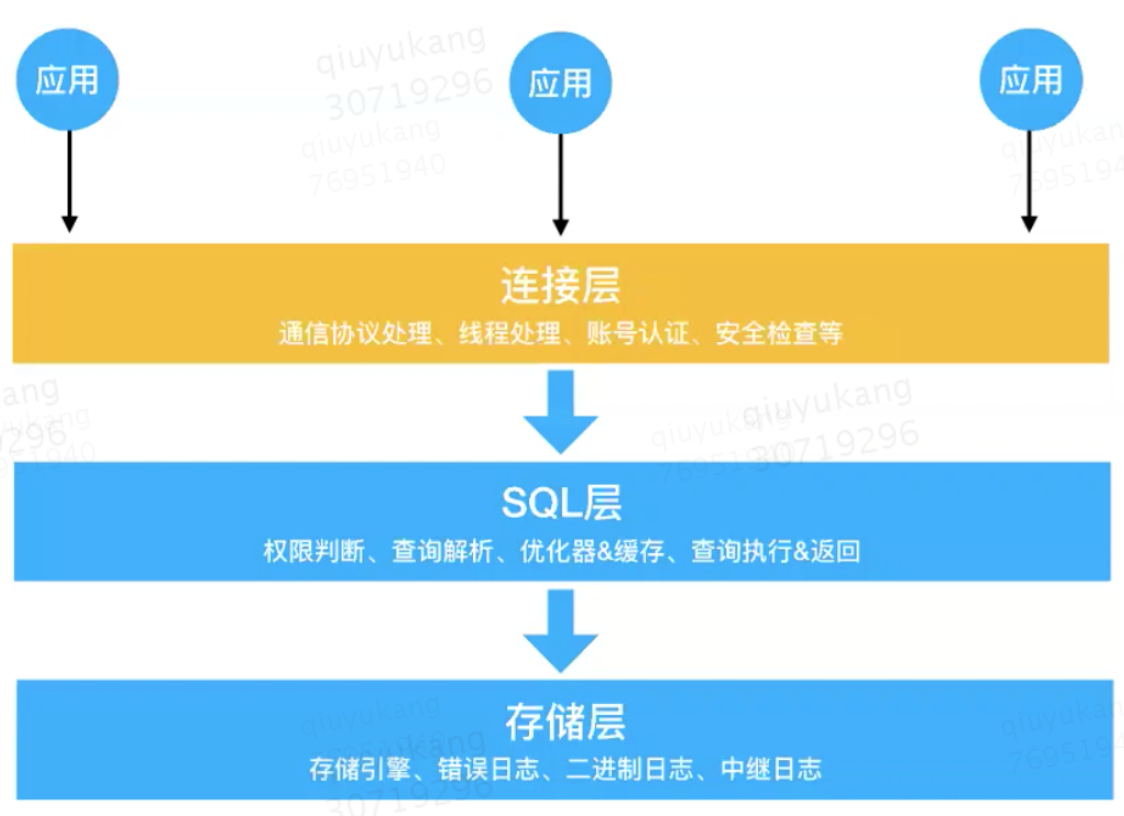 应用
应用
应用
qiuyukang
30719296
qiuyukang
76951940
连接层
通信协议处理、线程处理、账号认证、安全检查等
qiuyukang
30719296
qiuyukang
SQL层
权限判断、查询解析、优化器&缓存、查询执行&返回
存储层
存储引擎、错误日志、二进制日志、中继日志
qiuyukang
30719296